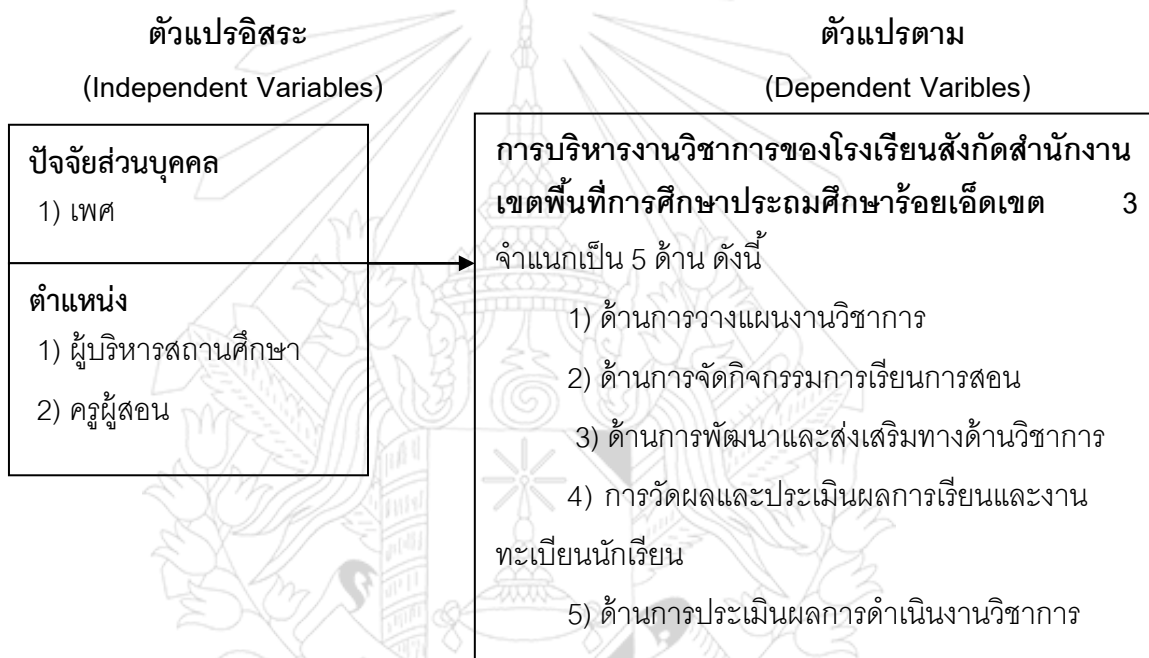 ตัวแปรอิสระ
(Independent Variables)
ปัจจัยส่วนบุคคล
1) เพศ
ตำแหน่ง
1) ผู้บริหารสถานศึกษา
2) ครูผู้สอน
ตัวแปรตาม
(Dependent Varibles)
การบริหารงานวิชาการของโรงเรียนสังกัดสำนักงาน
เขตพื้นที่การศึกษาประถมศึกษาร้อยเอ็ดเขต 3
จำแนกเป็น 5 ด้าน ดังนี้
1) ด้านการวางแผนงานวิชาการ
2) ด้านการจัดกิจกรรมการเรียนการสอน
3) ด้านการพัฒนาและส่งเสริมทางด้านวิชาการ
4) การวัดผลและประเมินผลการเรียนและงาน
ทะเบียนนักเรียน
5) ด้านการประเมินผลการดำเนินงานวิชาการ